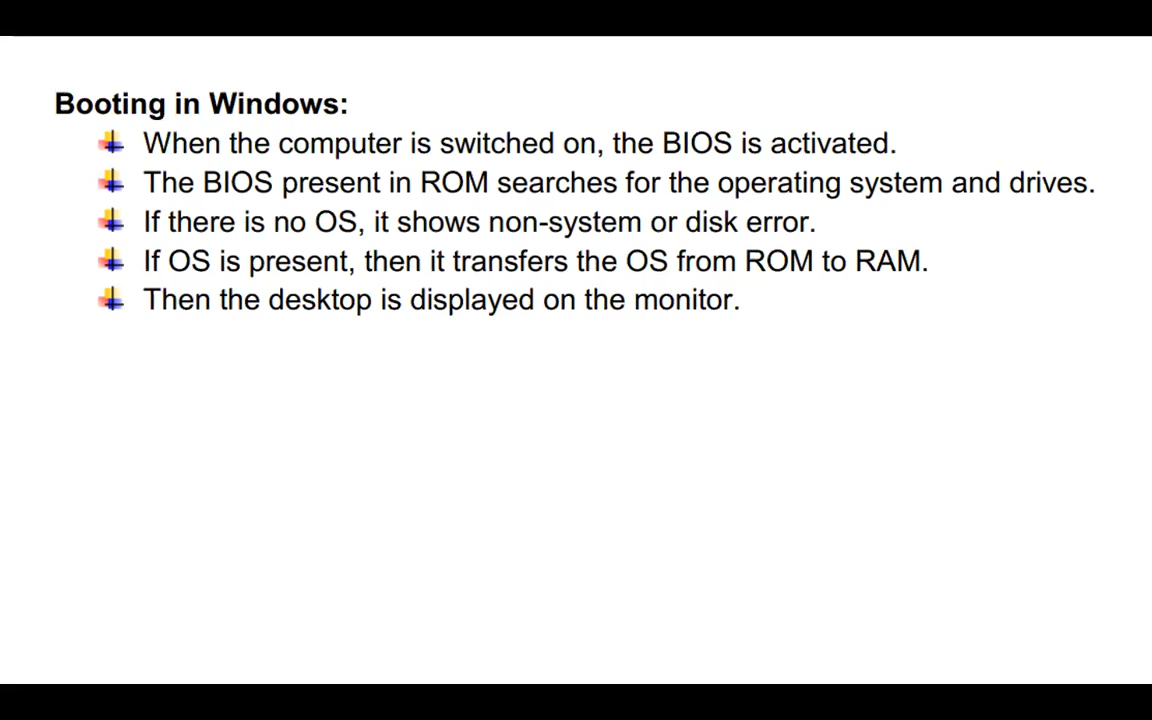 Booting in Windows:
When the computer is switched on, the BIOS is activated.
The BIOS present in ROM searches for the operating system and drives.
If there is no OS, it shows non-system or disk error.
If OS is present, then it transfers the OS from ROM to RAM.
Then the desktop is displayed on the monitor.